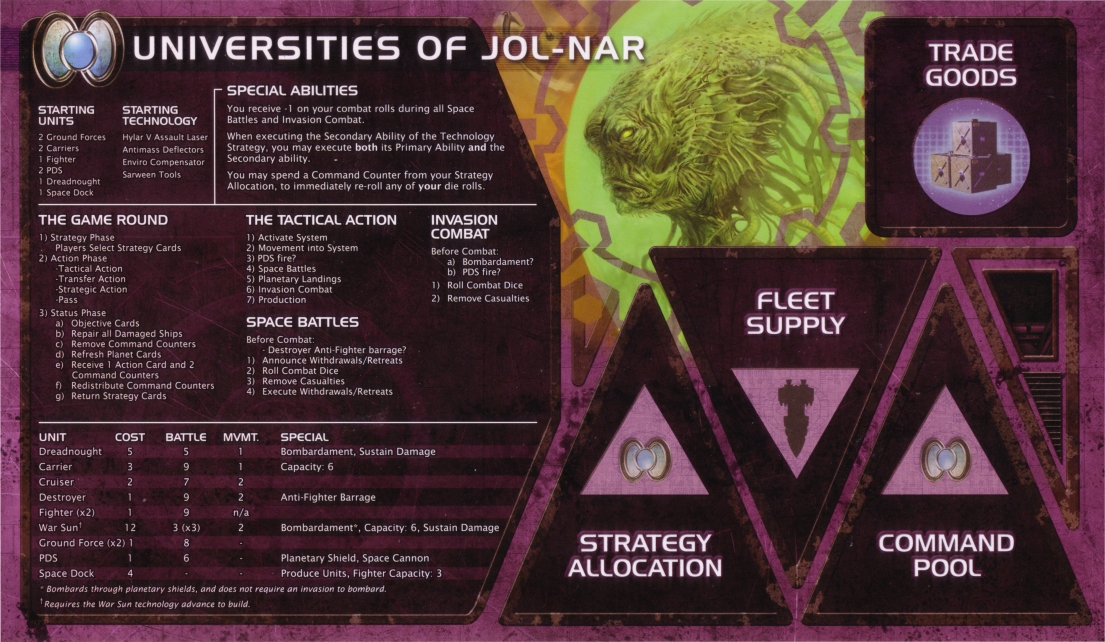 UNIVERSITIES OF JOL-NAR
STARTING
UNITS
2 Ground Forces
2 Carriers
1 Fighter
2 PDS
1 Dreadnought
1 Space Dock
STARTING
TECHNOLOGY
Hylar V Assault Laser
Antimass Deflectors
Enviro Compensator
Sarween Tools
SPECIAL ABILITIES
You receive -1 on your combat rolls during all Space
Battles and Invasion Combat.
When executing the Secondary Ability of the Technology
Strategy, you may execute both its Primary Ability and the
Secondary ability.
You may spend a Command Counter from your Strategy
Allocation, to immediately re-roll any of your die rolls.
THE GAME ROUND
1) Strategy Phase
Players Select Strategy Cards
2) Action Phase
-Tactical Action
-Transfer Action
-Strategic Action
-Pass
3) Status Phase
a) Objective Cards
b) Repair all Damaged Ships
c) Remove Command Counters
d) Refresh Planet Cards
e) Receive 1 Action Card and 2
Command Counters
f) Redistribute Command Counters
g) Return Strategy Cards
THE TACTICAL ACTION
1) Activate System
2) Movement into System
3) PDS fire?
4) Space Battles
5) Planetary Landings
6) Invasion Combat
7) Production
SPACE BATTLES
Before Combat:
- Destroyer Anti-Fighter barrage?
1) Announce Withdrawals/Retreats
2) Roll Combat Dice
3) Remove Casualties
4) Execute Withdrawals/Retreats
INVASION
COMBAT
Before Combat:
a) Bombardment?
b) PDS fire?
1) Roll Combat Dice
2) Remove Casualties
UNIT COST BATTLE MVMT. SPECIAL
Dreadnought 5 5 1 Bombardment, Sustain Damage
Carrier 3 9 1 Capacity: 6
Cruiser 2 7 2
Destroyer 1 9 2 Anti-Fighter Barrage
Fighter (x2) 1 9 n/a
War Sun† 12 3 (x3) 2 Bombardment*, Capacity: 6, Sustain Damage
Ground Force (x2) 1 8 -
PDS 1 6 - Planetary Shield, Space Cannon
Space Dock 4 - - Produce Units, Fighter Capacity: 3
* Bombards through planetary shields, and does not require an invasion to bombard.
† Requires the War Sun technology advance to build.
TRADE
GOODS
FLEET
SUPPLY
STRATEGY
ALLOCATION
COMMAND
POOL